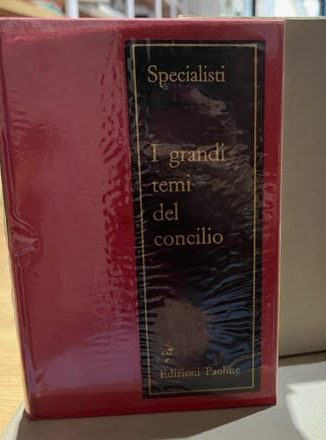 Specialisti
I grandi
temi
del
concilio
Edizioni Paoline